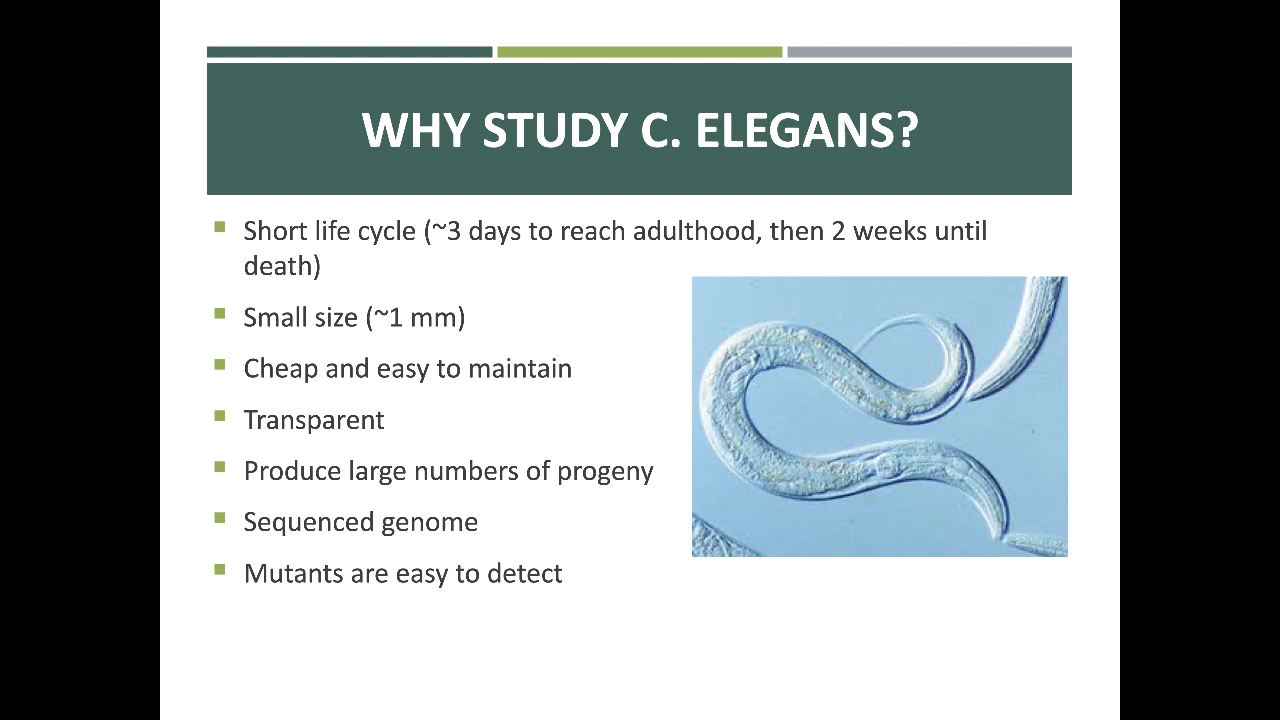 WHY STUDY C. ELEGANS?
Short life cycle (~3 days to reach adulthood, then 2 weeks until
death)
Small size (~1 mm)
Cheap and easy to maintain
Transparent
Produce large numbers of progeny
Sequenced genome
Mutants are easy to detect